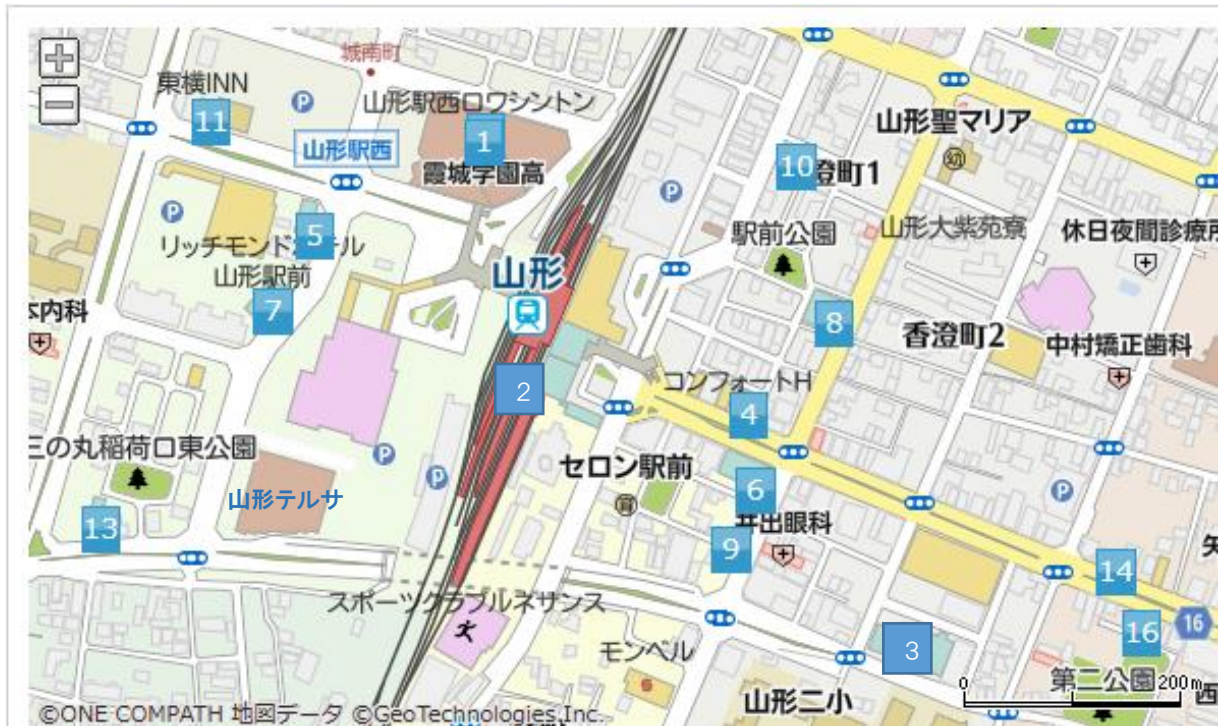 城南町
東横INN
P
山形駅西ロワシントン
11
1
山形駅西
霞城学園高
山形聖マリア
幼
10
澄町1
P
P
5
リッチモンドホテル
山形駅前
駅前公園
山形大紫苑寮
休日夜間診療所
山形
7
本内科
8
香澄町2
中村矯正歯科
2
コンフォートH
4
三の丸稲荷口東公園
P
P
セロン駅前
山形テルサ
6
P
13
井出眼科
9
矢
14
スポーツクラブルネサンス
16
16
モンベル
3
第二公園
西
0
200m
山形二小
©ONE COMPATH 地図データ ©GeoTechnologies,Inc.